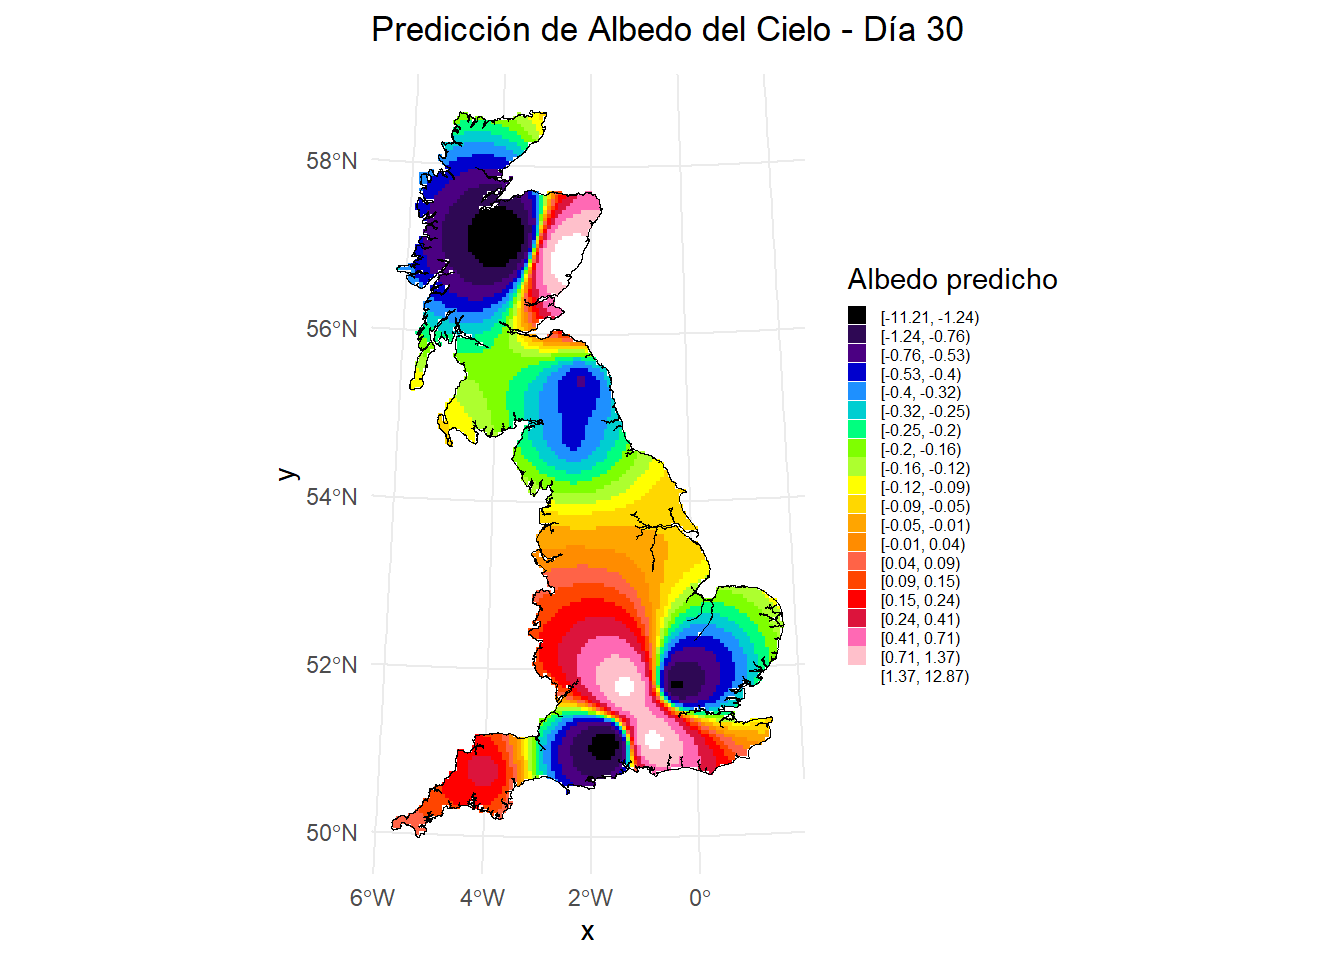 Predicción de Albedo del Cielo - Día 30
58°N
56°N
54°N
52°N
50°N
y
6°W
4°W
2°W
0°
x
Albedo predicho
[-11.21, -1.24)
[-1.24, -0.76)
[-0.76, -0.53)
[-0.53, -0.4)
[-0.4, -0.32)
[-0.32, -0.25)
[-0.25, -0.2)
[-0.2, -0.16)
[-0.16, -0.12)
[-0.12, -0.09)
[-0.09, -0.05)
[-0.05, -0.01)
[-0.01, 0.04)
[0.04, 0.09)
[0.09, 0.15)
[0.15, 0.24)
[0.24, 0.41)
[0.41, 0.71)
[0.71, 1.37)
[1.37, 12.87)